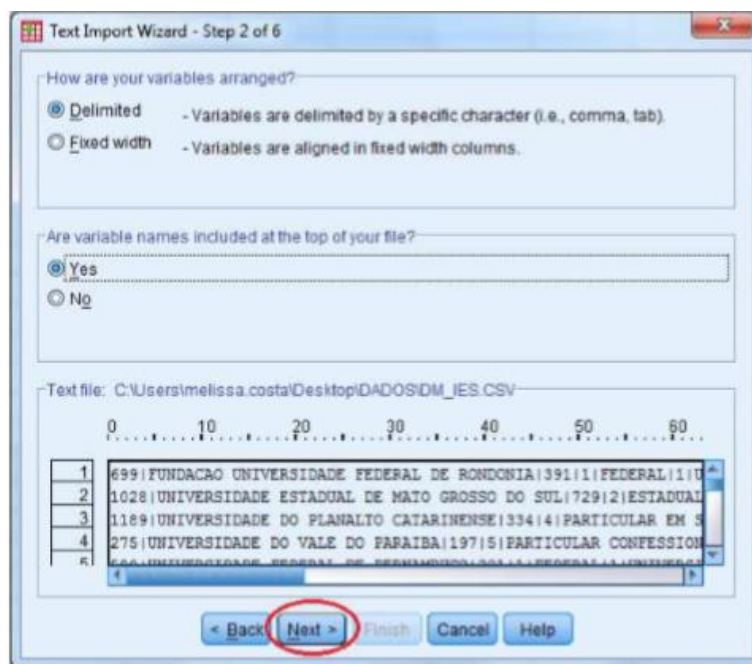 Text Import Wizard - Step 2 of 6
How are your variables arranged?
Delimited - Variables are delimited by a specific character (i.e., comma, tab).
Fixed width - Variables are aligned in fixed width columns.
Are variable names included at the top of your file?
Yes
No
Text file: C:\Users\melissa.costa\Desktop\DADOS\DM_IES.CSV
0 10 20 30 40 50 60
1 699|FUNDACAO UNIVERSIDADE FEDERAL DE RONDONIA|391|1|FEDERAL|1|U
2 1028|UNIVERSIDADE ESTADUAL DE MATO GROSSO DO SUL|729|2|ESTADUAL
3 1189|UNIVERSIDADE DO PLANALTO CATARINENSE|334|4|PARTICULAR EM S
4 275|UNIVERSIDADE DO VALE DO PARAIBA|197|5|PARTICULAR CONFESSION
5 UNIVERSIDADE FEDERAL DE PERNAMBUCO
< Back Next > Finish Cancel Help